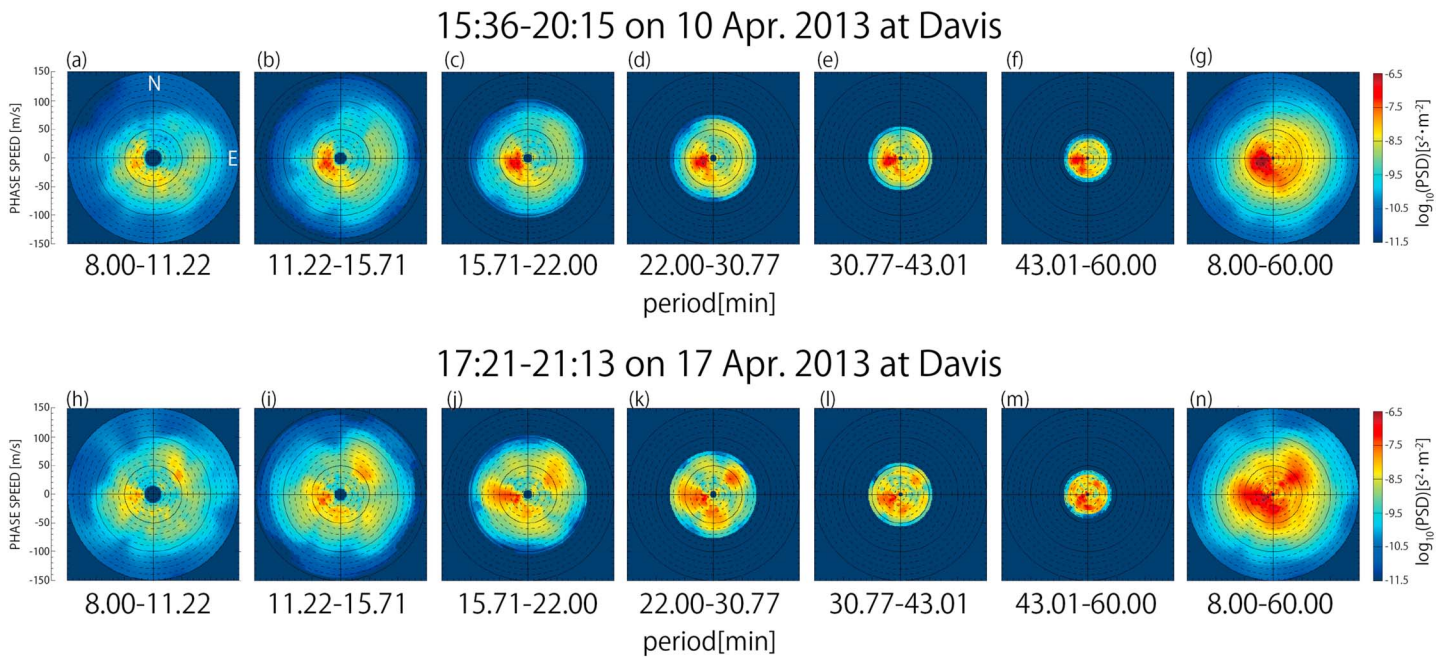 15:36-20:15 on 10 Apr. 2013 at Davis
(a) (b) (c) (d) (e) (f) (g)
PHASE SPEED [m/s]
150
100
50
0
-50
-100
-150
N
E
-6.5
-7.5
-8.5
-9.5
-10.5
-11.5
log10(PSD)[s²・m⁻²]
8.00-11.22 11.22-15.71 15.71-22.00 22.00-30.77 30.77-43.01 43.01-60.00 8.00-60.00
period[min]
17:21-21:13 on 17 Apr. 2013 at Davis
(h) (i) (j) (k) (l) (m) (n)
PHASE SPEED [m/s]
150
100
50
0
-50
-100
-150
-6.5
-7.5
-8.5
-9.5
-10.5
-11.5
log10(PSD)[s²・m⁻²]
8.00-11.22 11.22-15.71 15.71-22.00 22.00-30.77 30.77-43.01 43.01-60.00 8.00-60.00
period[min]